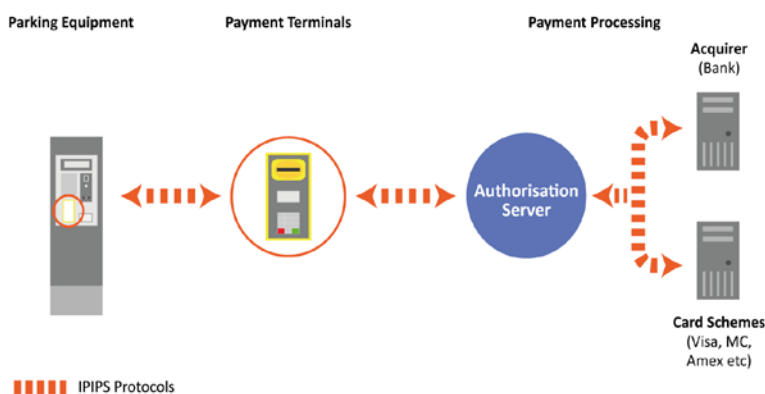 Parking Equipment
Payment Terminals
Payment Processing
Acquirer
(Bank)
Authorisation
Server
Card Schemes
(Visa, MC,
Amex etc)
IPIPS Protocols